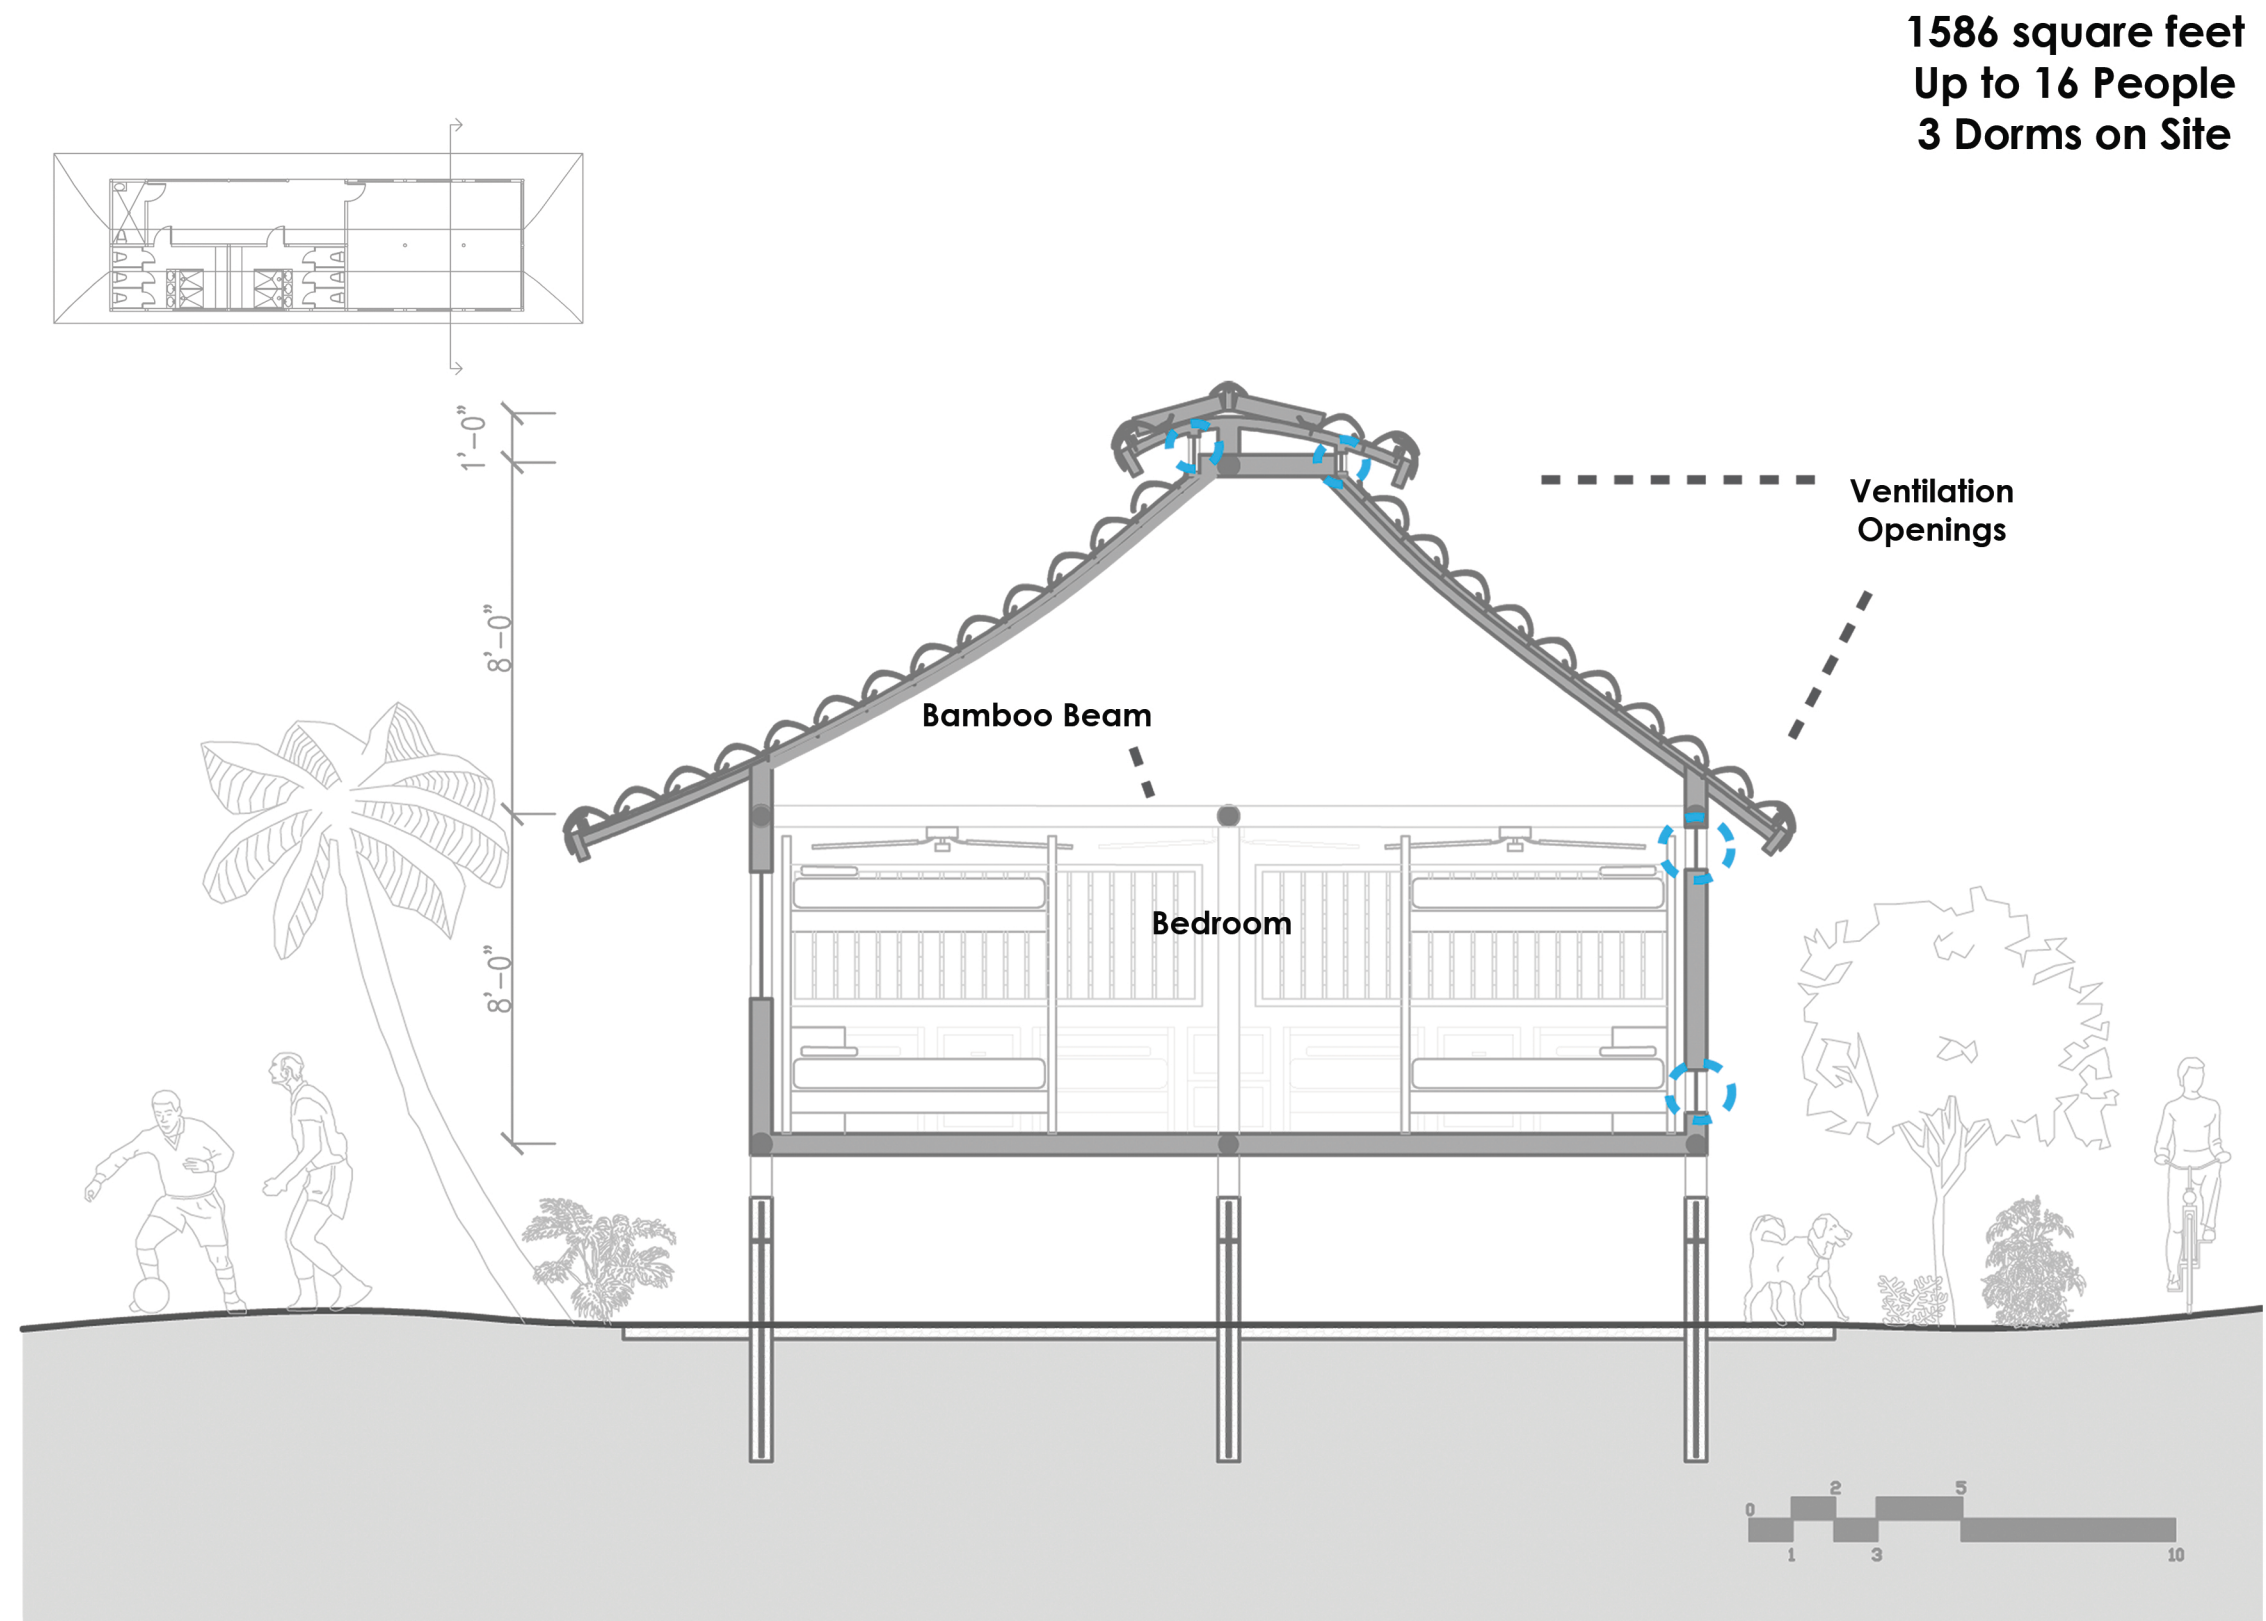 1586 square feet
Up to 16 People
3 Dorms on Site
1'-0"
Ventilation
Openings
8'-0"
Bamboo Beam
Bedroom
8'-0"
2
5
0
1
3
10